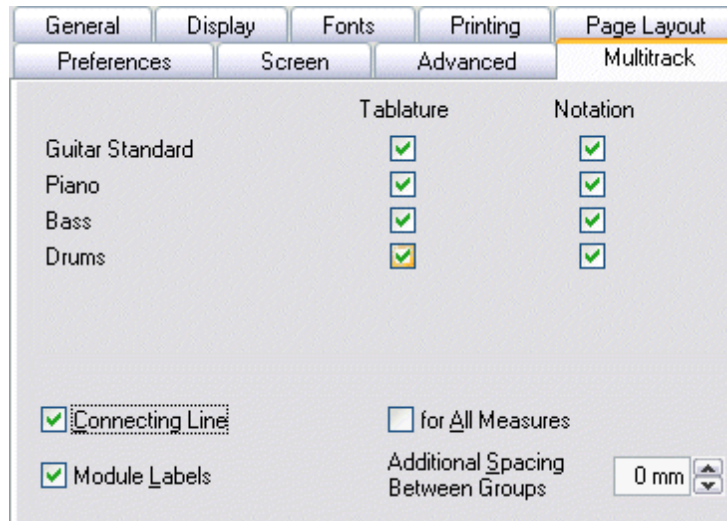 General Display Fonts Printing Page Layout
Preferences Screen Advanced Multitrack
Tablature Notation
Guitar Standard
Piano
Bass
Drums
Connecting Line for All Measures
Module Labels Additional Spacing
Between Groups 0 mm